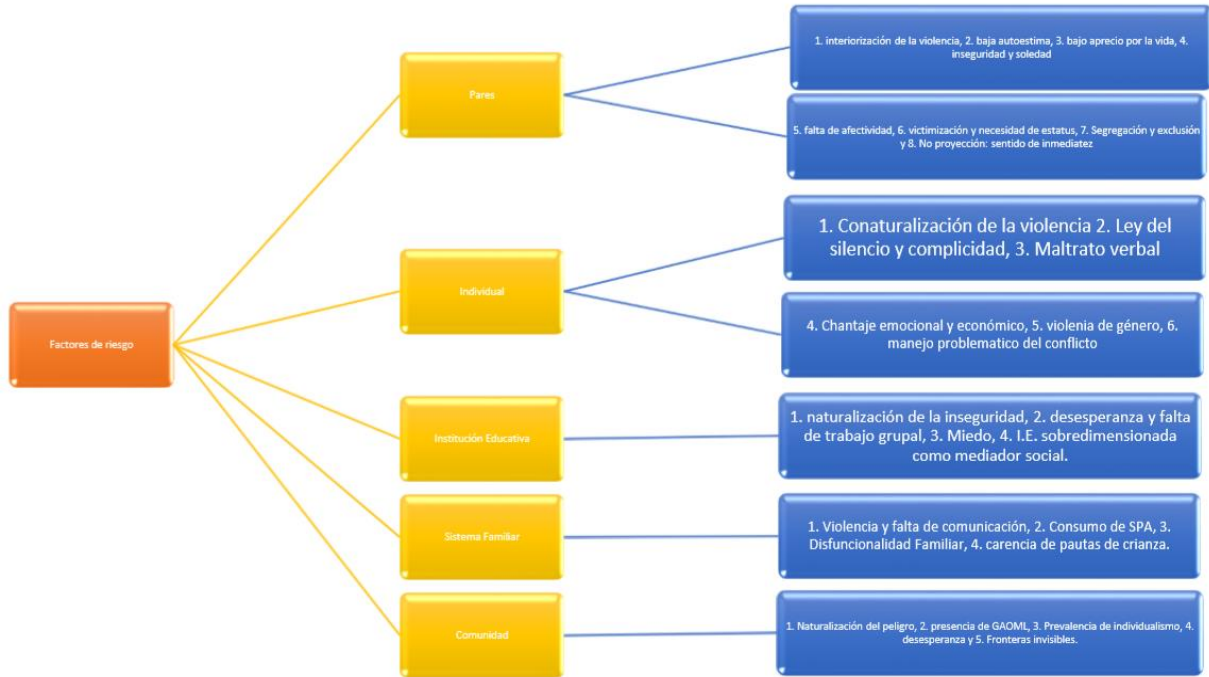 Factores de riesgo
Pares
1. interiorización de la violencia, 2. baja autoestima, 3. bajo aprecio por la vida, 4.
inseguridad y soledad
5. falta de afectividad, 6. victimización y necesidad de estatus, 7. Segregación y exclusión
y 8. No proyección: sentido de inmediatez
Individual
1. Conaturalización de la violencia 2. Ley del
silencio y complicidad, 3. Maltrato verbal
4. Chantaje emocional y económico, 5. violenia de género, 6.
manejo problematico del conflicto
Institución Educativa
1. naturalización de la inseguridad, 2. desesperanza y falta
de trabajo grupal, 3. Miedo, 4. I.E. sobredimensionada
como mediador social.
Sistema Familiar
1. Violencia y falta de comunicación, 2. Consumo de SPA, 3.
Disfuncionalidad Familiar, 4. carencia de pautas de crianza.
Comunidad
1. Naturalización del peligro, 2. presencia de GAOML, 3. Prevalencia de individualismo, 4.
desesperanza y 5. Fronteras invisibles.